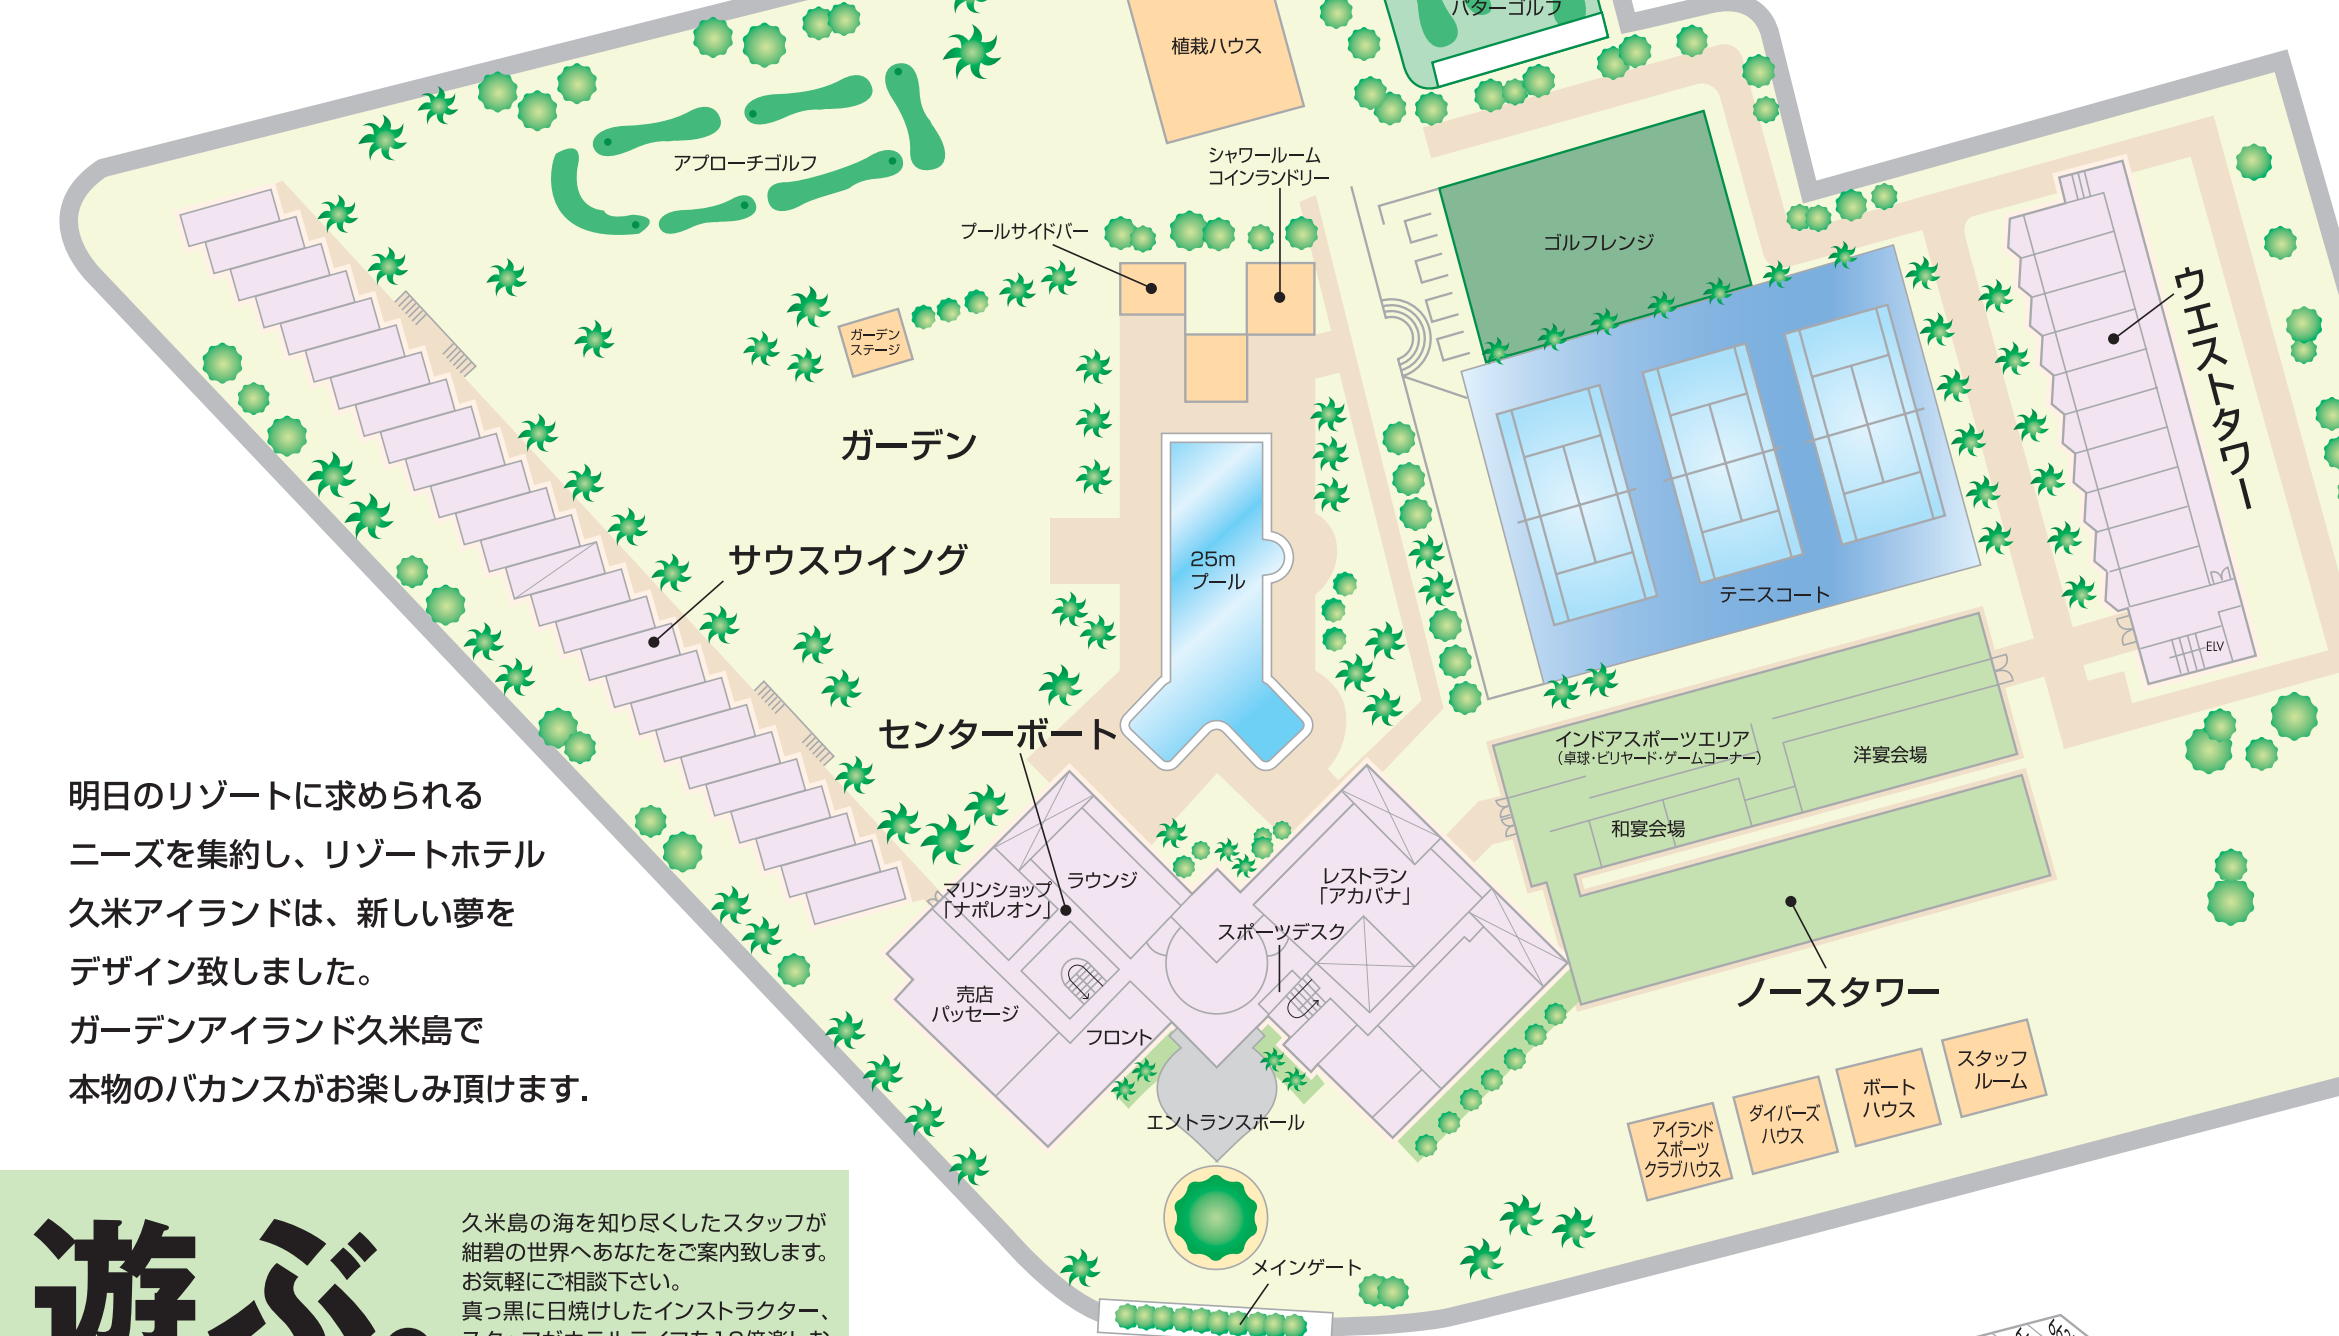 パターゴルフ
植栽ハウス
アプローチゴルフ
シャワールーム
コインランドリー
プールサイドバー
ゴルフレンジ
ウエストタワー
ガーデン
ステージ
ガーデン
サウスウイング
25m
プール
テニスコート
ELV
センターボート
インドアスポーツエリア
(卓球・ビリヤード・ゲームコーナー)
洋宴会場
和宴会場
明日のリゾートに求められる
ニーズを集約し、リゾートホテル
久米アイランドは、新しい夢を
デザイン致しました。
ガーデンアイランド久米島で
本物のバカンスがお楽しみ頂けます.
マリンショップ
「ナポレオン」
ラウンジ
レストラン
「アカバナ」
スポーツデスク
売店
パッセージ
フロント
ノースタワー
エントランスホール
スタッフ
ルーム
ボート
ハウス
ダイバーズ
ハウス
アイランド
スポーツ
クラブハウス
メインゲート
遊ぶ。
久米島の海を知り尽くしたスタッフが
紺碧の世界へあなたをご案内致します。
お気軽にご相談下さい。
真っ黒に日焼けしたインストラクター、